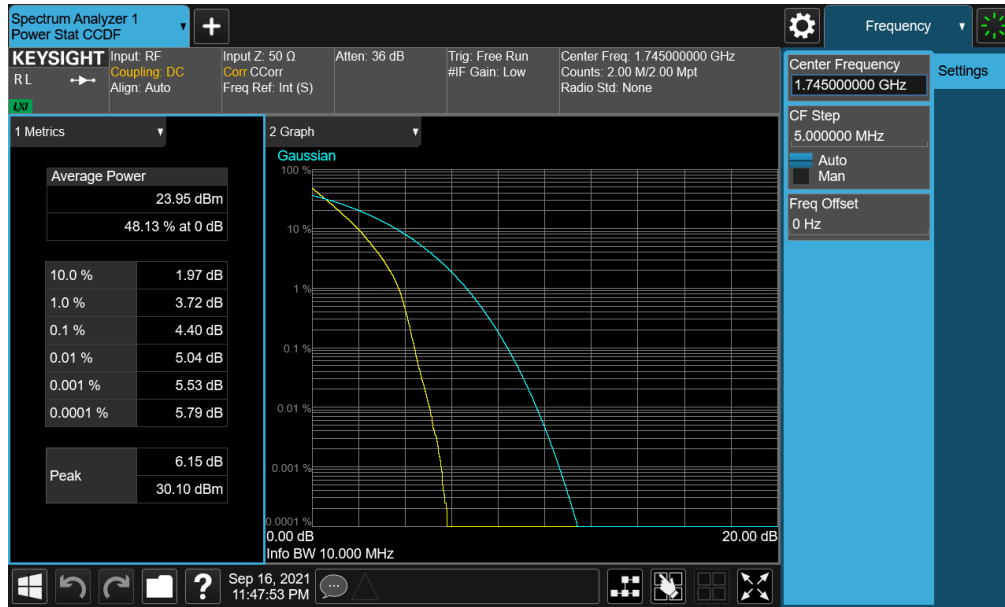 Spectrum Analyzer 1
Power Stat CCDF
Frequency
KEYSIGHT
R L
LXI
Input: RF
Coupling: DC
Align: Auto
Input Z: 50 Ω
Corr CCorr
Freq Ref: Int (S)
Atten: 36 dB
Trig: Free Run
#IF Gain: Low
Center Freq: 1.745000000 GHz
Counts: 2.00 M/2.00 Mpt
Radio Std: None
Center Frequency
1.745000000 GHz
Settings
CF Step
5.000000 MHz
Auto
Man
Freq Offset
0 Hz
1 Metrics
Average Power
23.95 dBm
48.13 % at 0 dB
10.0 % 1.97 dB
1.0 % 3.72 dB
0.1 % 4.40 dB
0.01 % 5.04 dB
0.001 % 5.53 dB
0.0001 % 5.79 dB
Peak
6.15 dB
30.10 dBm
2 Graph
Gaussian
100 %
10 %
1 %
0.1 %
0.01 %
0.001 %
0.0001 %
0.00 dB 20.00 dB
Info BW 10.000 MHz
Sep 16, 2021
11:47:53 PM